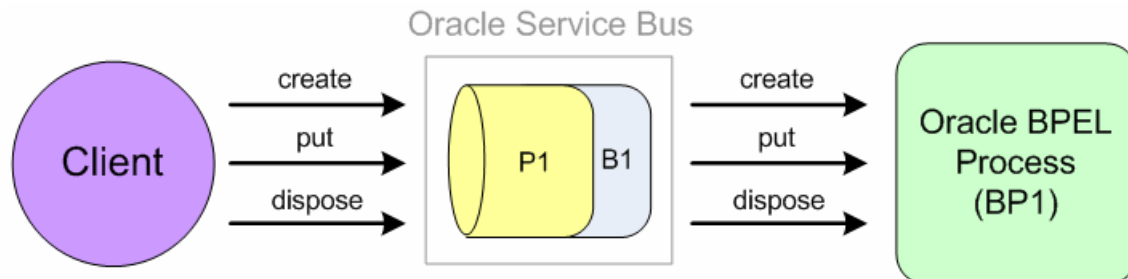 Oracle Service Bus
Client
create
put
dispose
P1
B1
create
put
dispose
Oracle BPEL
Process
(BP1)